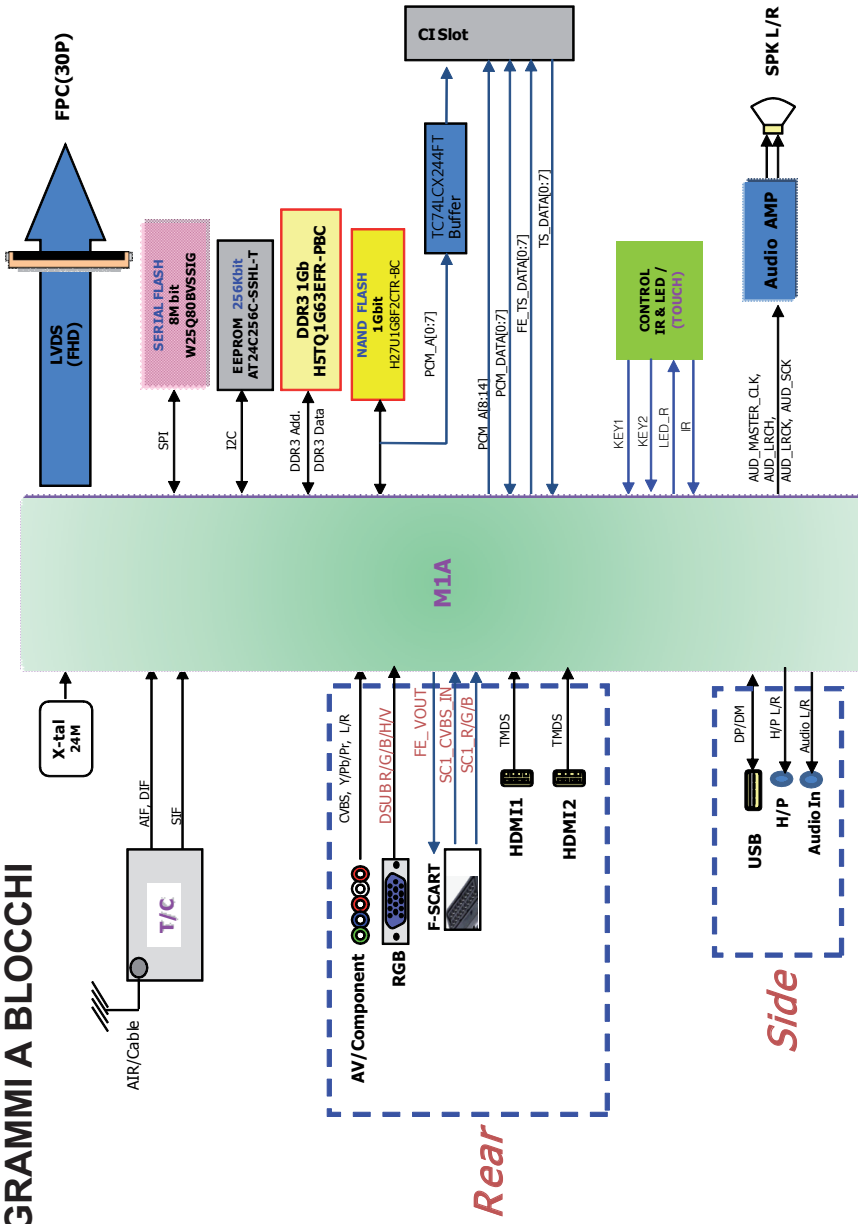 GRAMMI A BLOCCHI
AIR/Cable
T/C
AIF, DIF
SIF
X-tal
24M
M1A
Rear
AV/Component
CVBS, Y/Pb/Pr, L/R
RGB
DSUB R/G/B/H/V
F-SCART
FE_VOUT
SC1_CVBS_IN
SC1_R/G/B
HDMI1
TMDS
HDMI2
TMDS
Side
USB
DP/DM
H/P
H/P L/R
Audio In
Audio L/R
LVDS
(FHD)
FPC(30P)
SPI
SERIAL FLASH
8M bit
W25Q80BVSSIG
I2C
EEPROM 256Kbit
AT24C256C-SSHL-T
DDR3 Add.
DDR3 Data
DDR3 1Gb
H5TQ1G63EFR-PBC
NAND FLASH
1Gbit
H27U1G8F2CTR-BC
PCM_A[0:7]
TC74LCX244FT
Buffer
CI Slot
PCM_A[8:14]
PCM_DATA[0:7]
FE_TS_DATA[0:7]
TS_DATA[0:7]
KEY1
KEY2
LED_R
IR
CONTROL
IR & LED /
(TOUCH)
AUD_MASTER_CLK,
AUD_LRCH,
AUD_LRCK, AUD_SCK
Audio AMP
SPK L/R